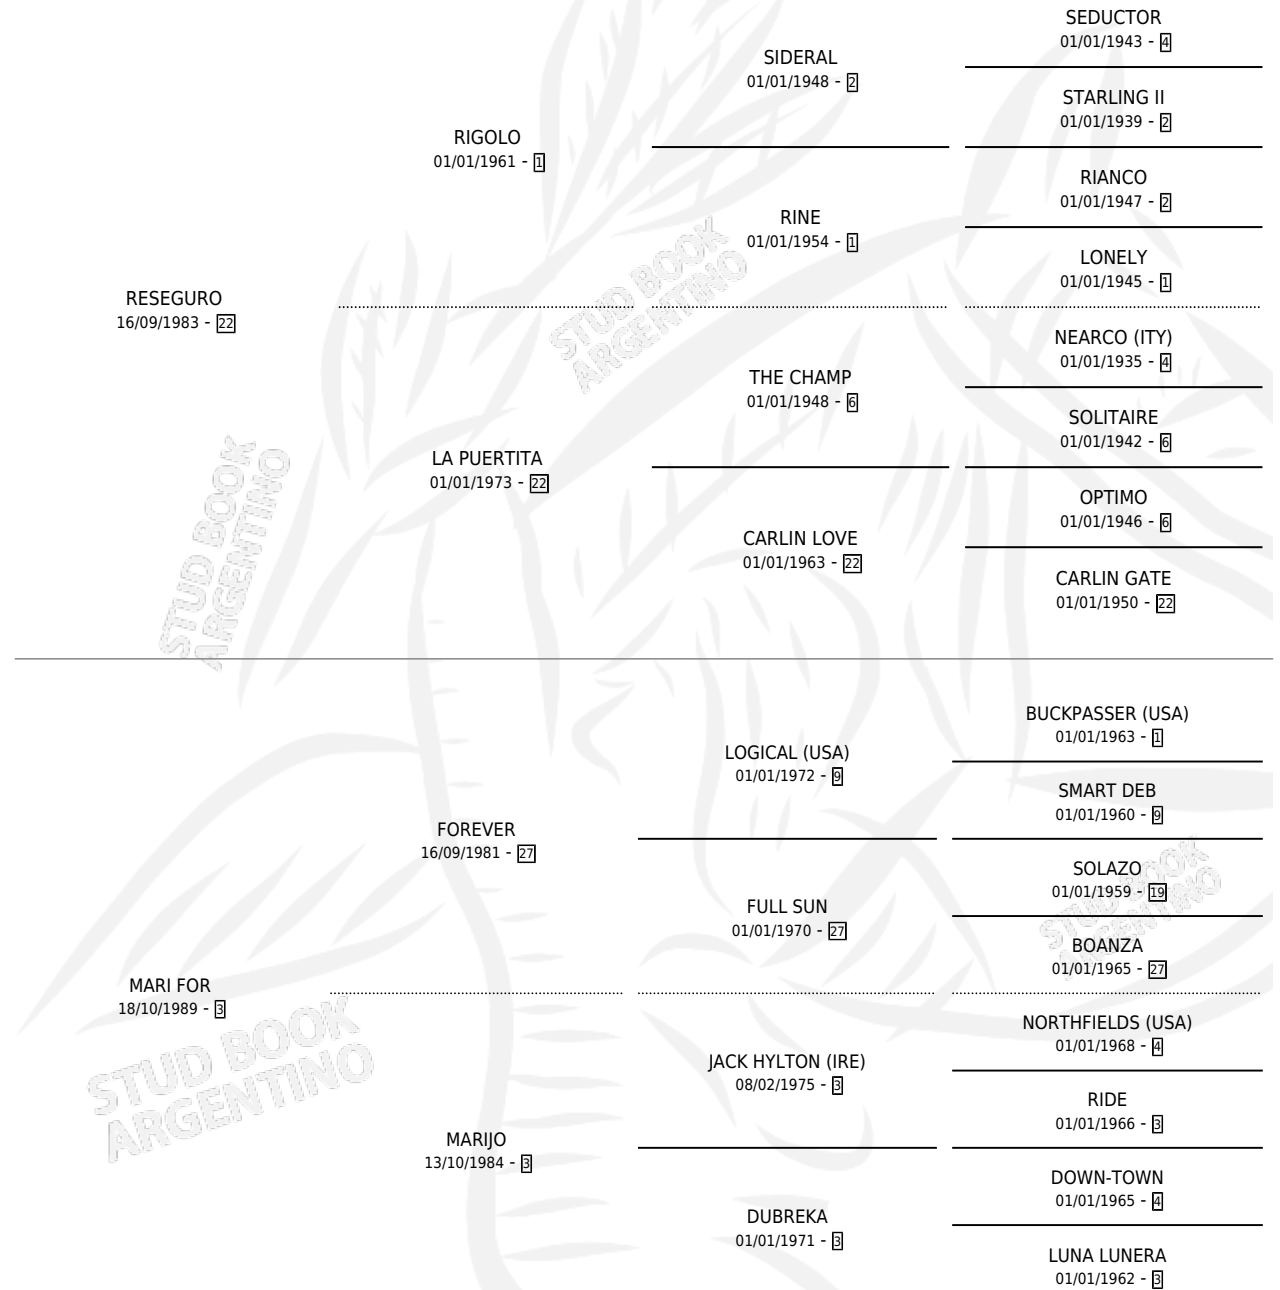 SEDUCTOR
01/01/1943 - 4
SIDERAL
01/01/1948 - 2
STARLING II
01/01/1939 - 2
RIGOLO
01/01/1961 - 1
RIANCO
01/01/1947 - 2
RINE
01/01/1954 - 1
LONELY
01/01/1945 - 1
RESEGURO
16/09/1983 - 22
NEARCO (ITY)
01/01/1935 - 4
THE CHAMP
01/01/1948 - 6
SOLITAIRE
01/01/1942 - 6
LA PUERTITA
01/01/1973 - 22
OPTIMO
01/01/1946 - 6
CARLIN LOVE
01/01/1963 - 22
CARLIN GATE
01/01/1950 - 22
STUD BOOK
ARGENTINO
STUD BOOK
ARGENTINO
BUCKPASSER (USA)
01/01/1963 - 1
LOGICAL (USA)
01/01/1972 - 9
SMART DEB
01/01/1960 - 9
FOREVER
16/09/1981 - 27
SOLAZO
01/01/1959 - 19
FULL SUN
01/01/1970 - 27
BOANZA
01/01/1965 - 27
MARI FOR
18/10/1989 - 3
NORTHFIELDS (USA)
01/01/1968 - 4
JACK HYLTON (IRE)
08/02/1975 - 3
RIDE
01/01/1966 - 3
MARIJO
13/10/1984 - 3
DOWN-TOWN
01/01/1965 - 4
DUBREKA
01/01/1971 - 3
LUNA LUNERA
01/01/1962 - 3
STUD BOOK
ARGENTINO
STUD BOOK
ARGENTINO